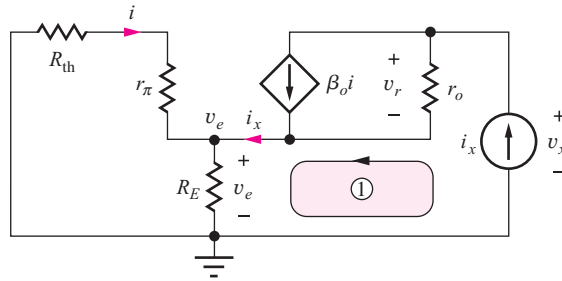 i
R_th
r_π
v_e
i_x
β_o i
+
v_r
−
r_o
i_x
+
v_x
−
R_E
+
v_e
−
①